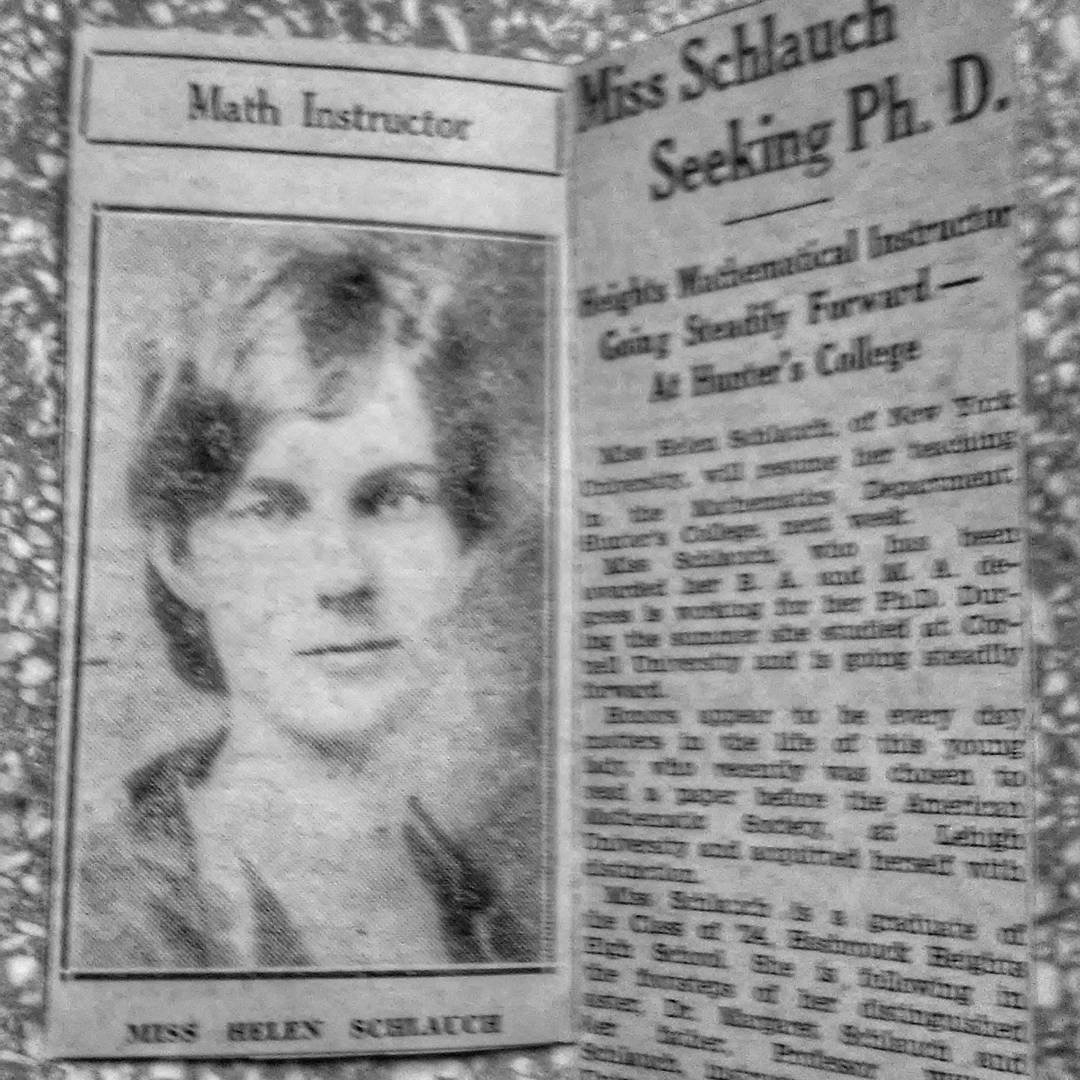 Math Instructor
MISS HELEN SCHLAUCH
Miss Schlauch
Seeking Ph. D.
Heights Mathematical Instructor
Going Steadily Forward —
At Hunter's College
Miss Helen Schlauch, of New York
University, will resume her teaching
in the Mathematics Department
Hunter's College, next week.
Miss Schlauch, who has been
awarded her B. A. and M. A. de-
grees is working for her Ph.D. Dur-
ing the summer she studied at Cor-
nell University and is going steadily
forward.
Honors appear to be every day
matters in the life of this young
lady, who recently was chosen to
read a paper before the American
Mathematic Society, at Lehigh
University and acquitted herself with
distinction.
Miss Schlauch is a graduate of
the Class of '24, Hasbrouck Heights
High School. She is following in
the footsteps of her distinguished
sister, Dr. Margaret Schlauch and
her father, Professor
Schlauch,